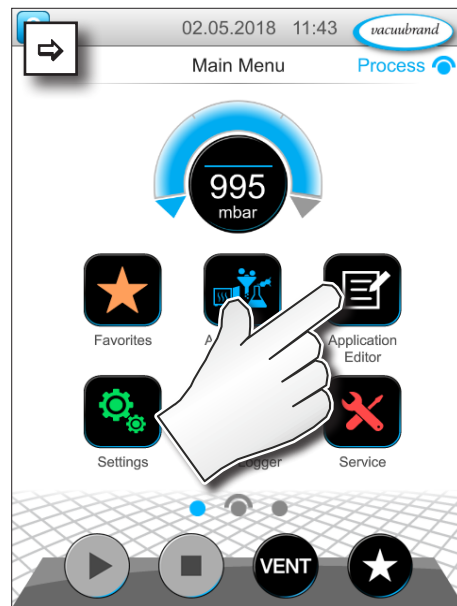 02.05.2018 11:43 vacuubrand
Main Menu Process
995
mbar
Favorites
Application
Editor
Settings
Service
VENT